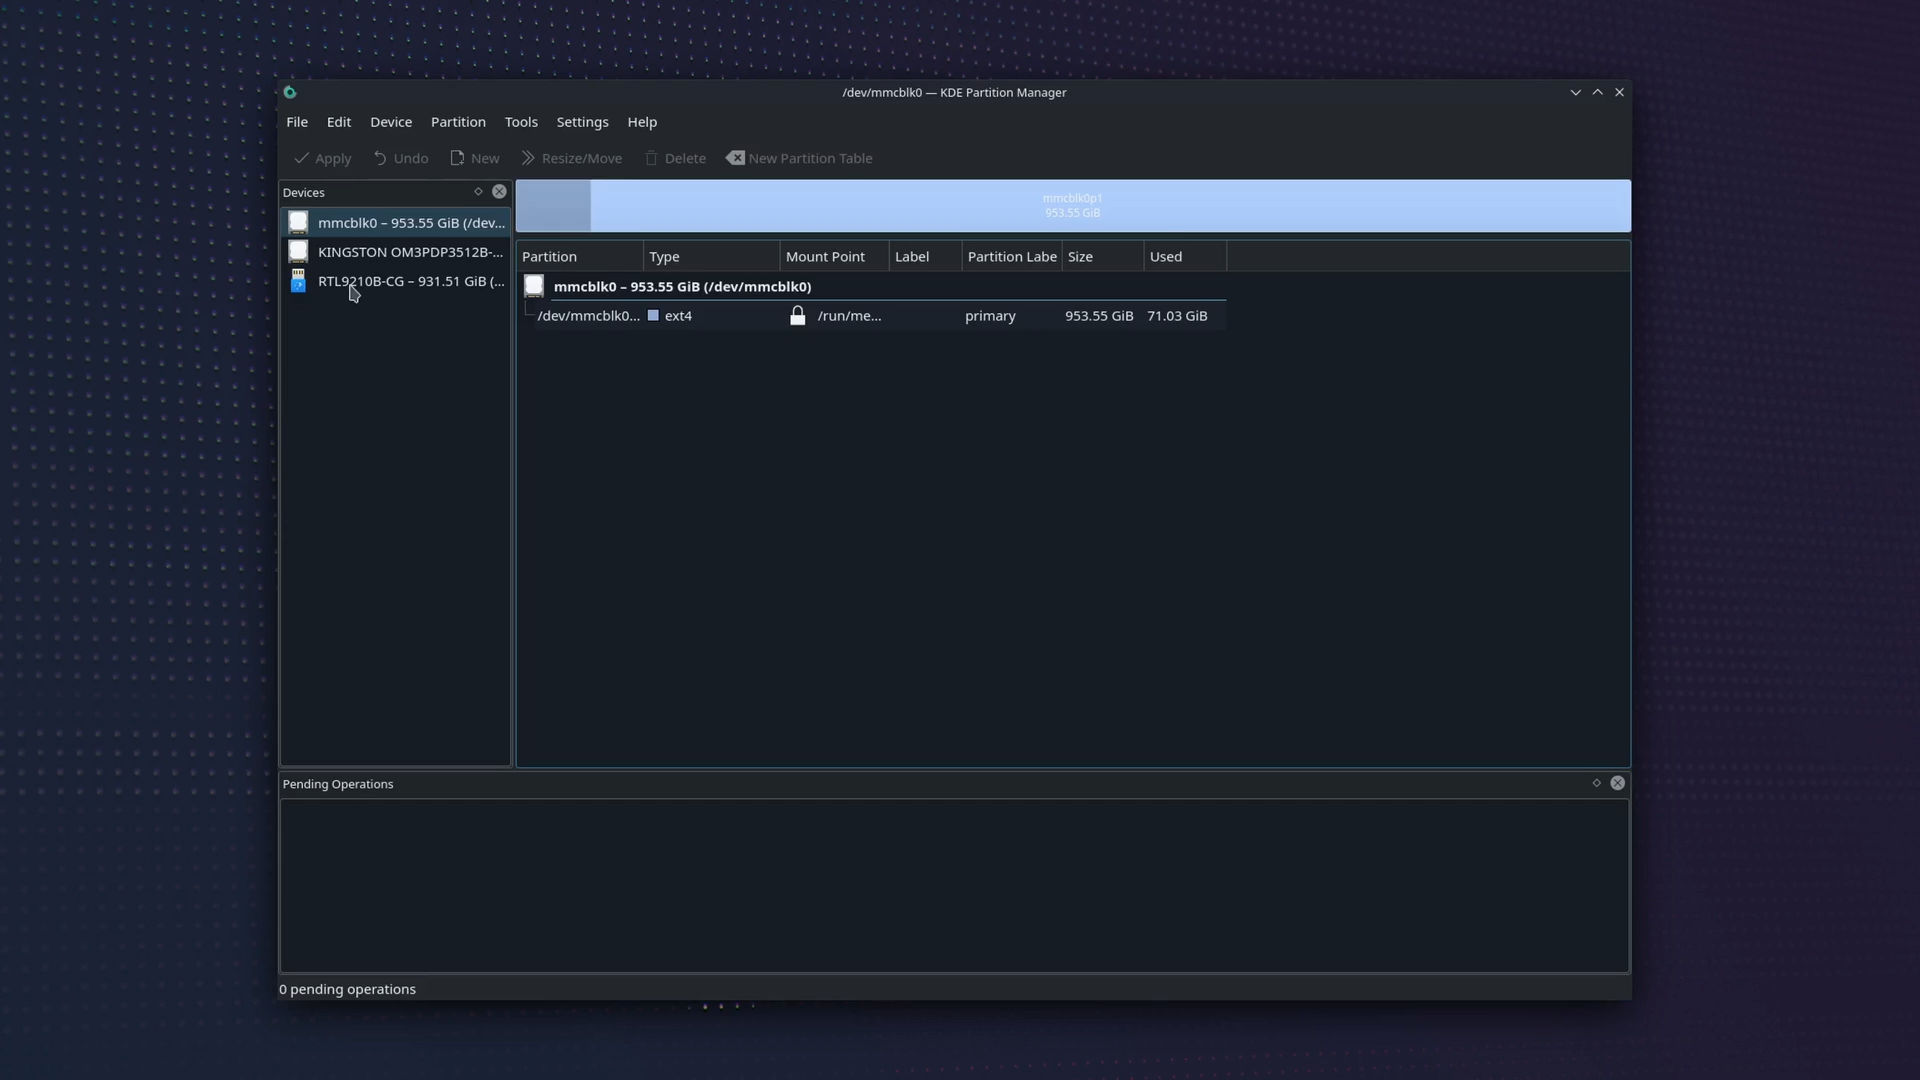 /dev/mmcblk0 — KDE Partition Manager
File Edit Device Partition Tools Settings Help
Apply Undo New Resize/Move Delete New Partition Table
Devices
mmcblk0 – 953.55 GiB (/dev...
KINGSTON OM3PDP3512B-...
RTL9210B-CG – 931.51 GiB (...
mmcblk0p1
953.55 GiB
Partition Type Mount Point Label Partition Labe Size Used
mmcblk0 – 953.55 GiB (/dev/mmcblk0)
/dev/mmcblk0... ext4 /run/me... primary 953.55 GiB 71.03 GiB
Pending Operations
0 pending operations